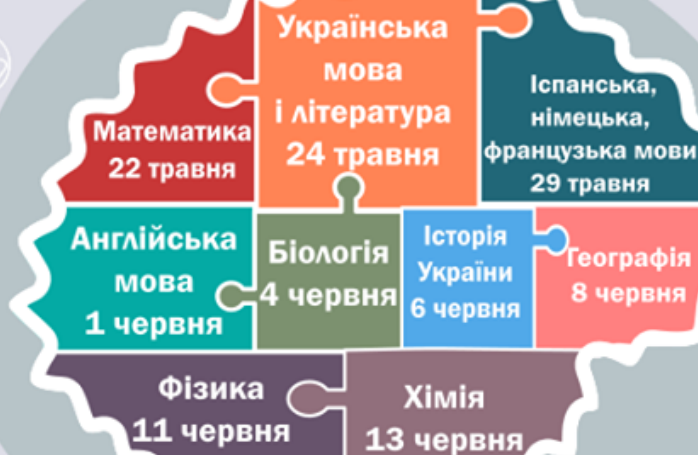 Українська
мова
і література
24 травня
Математика
22 травня
Іспанська,
німецька,
французька мови
29 травня
Англійська
мова
1 червня
Біологія
4 червня
Історія
України
6 червня
Географія
8 червня
Фізика
11 червня
Хімія
13 червня